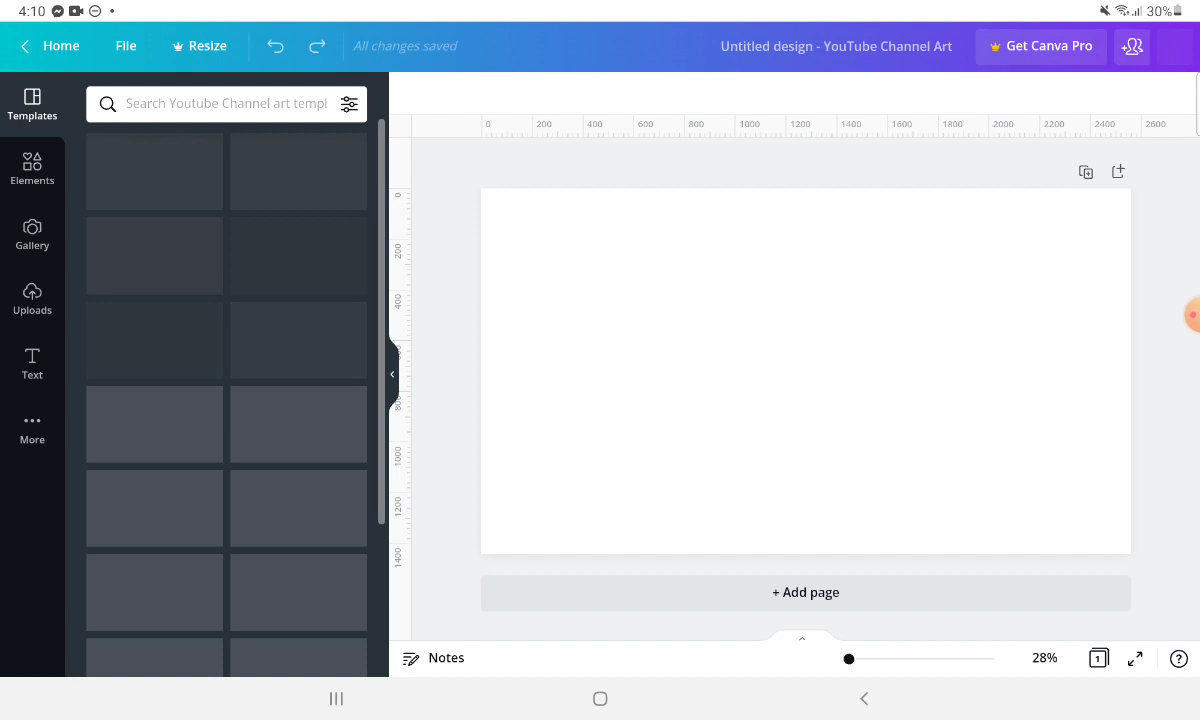 4:10
30%
Home
File
Resize
All changes saved
Untitled design - YouTube Channel Art
Get Canva Pro
Templates
Search Youtube Channel art templ
Elements
Gallery
Uploads
Text
More
0 200 400 600 800 1000 1200 1400 1600 1800 2000 2200 2400 2600
0
200
400
800
1000
1200
1400
+ Add page
Notes
28%
1
?